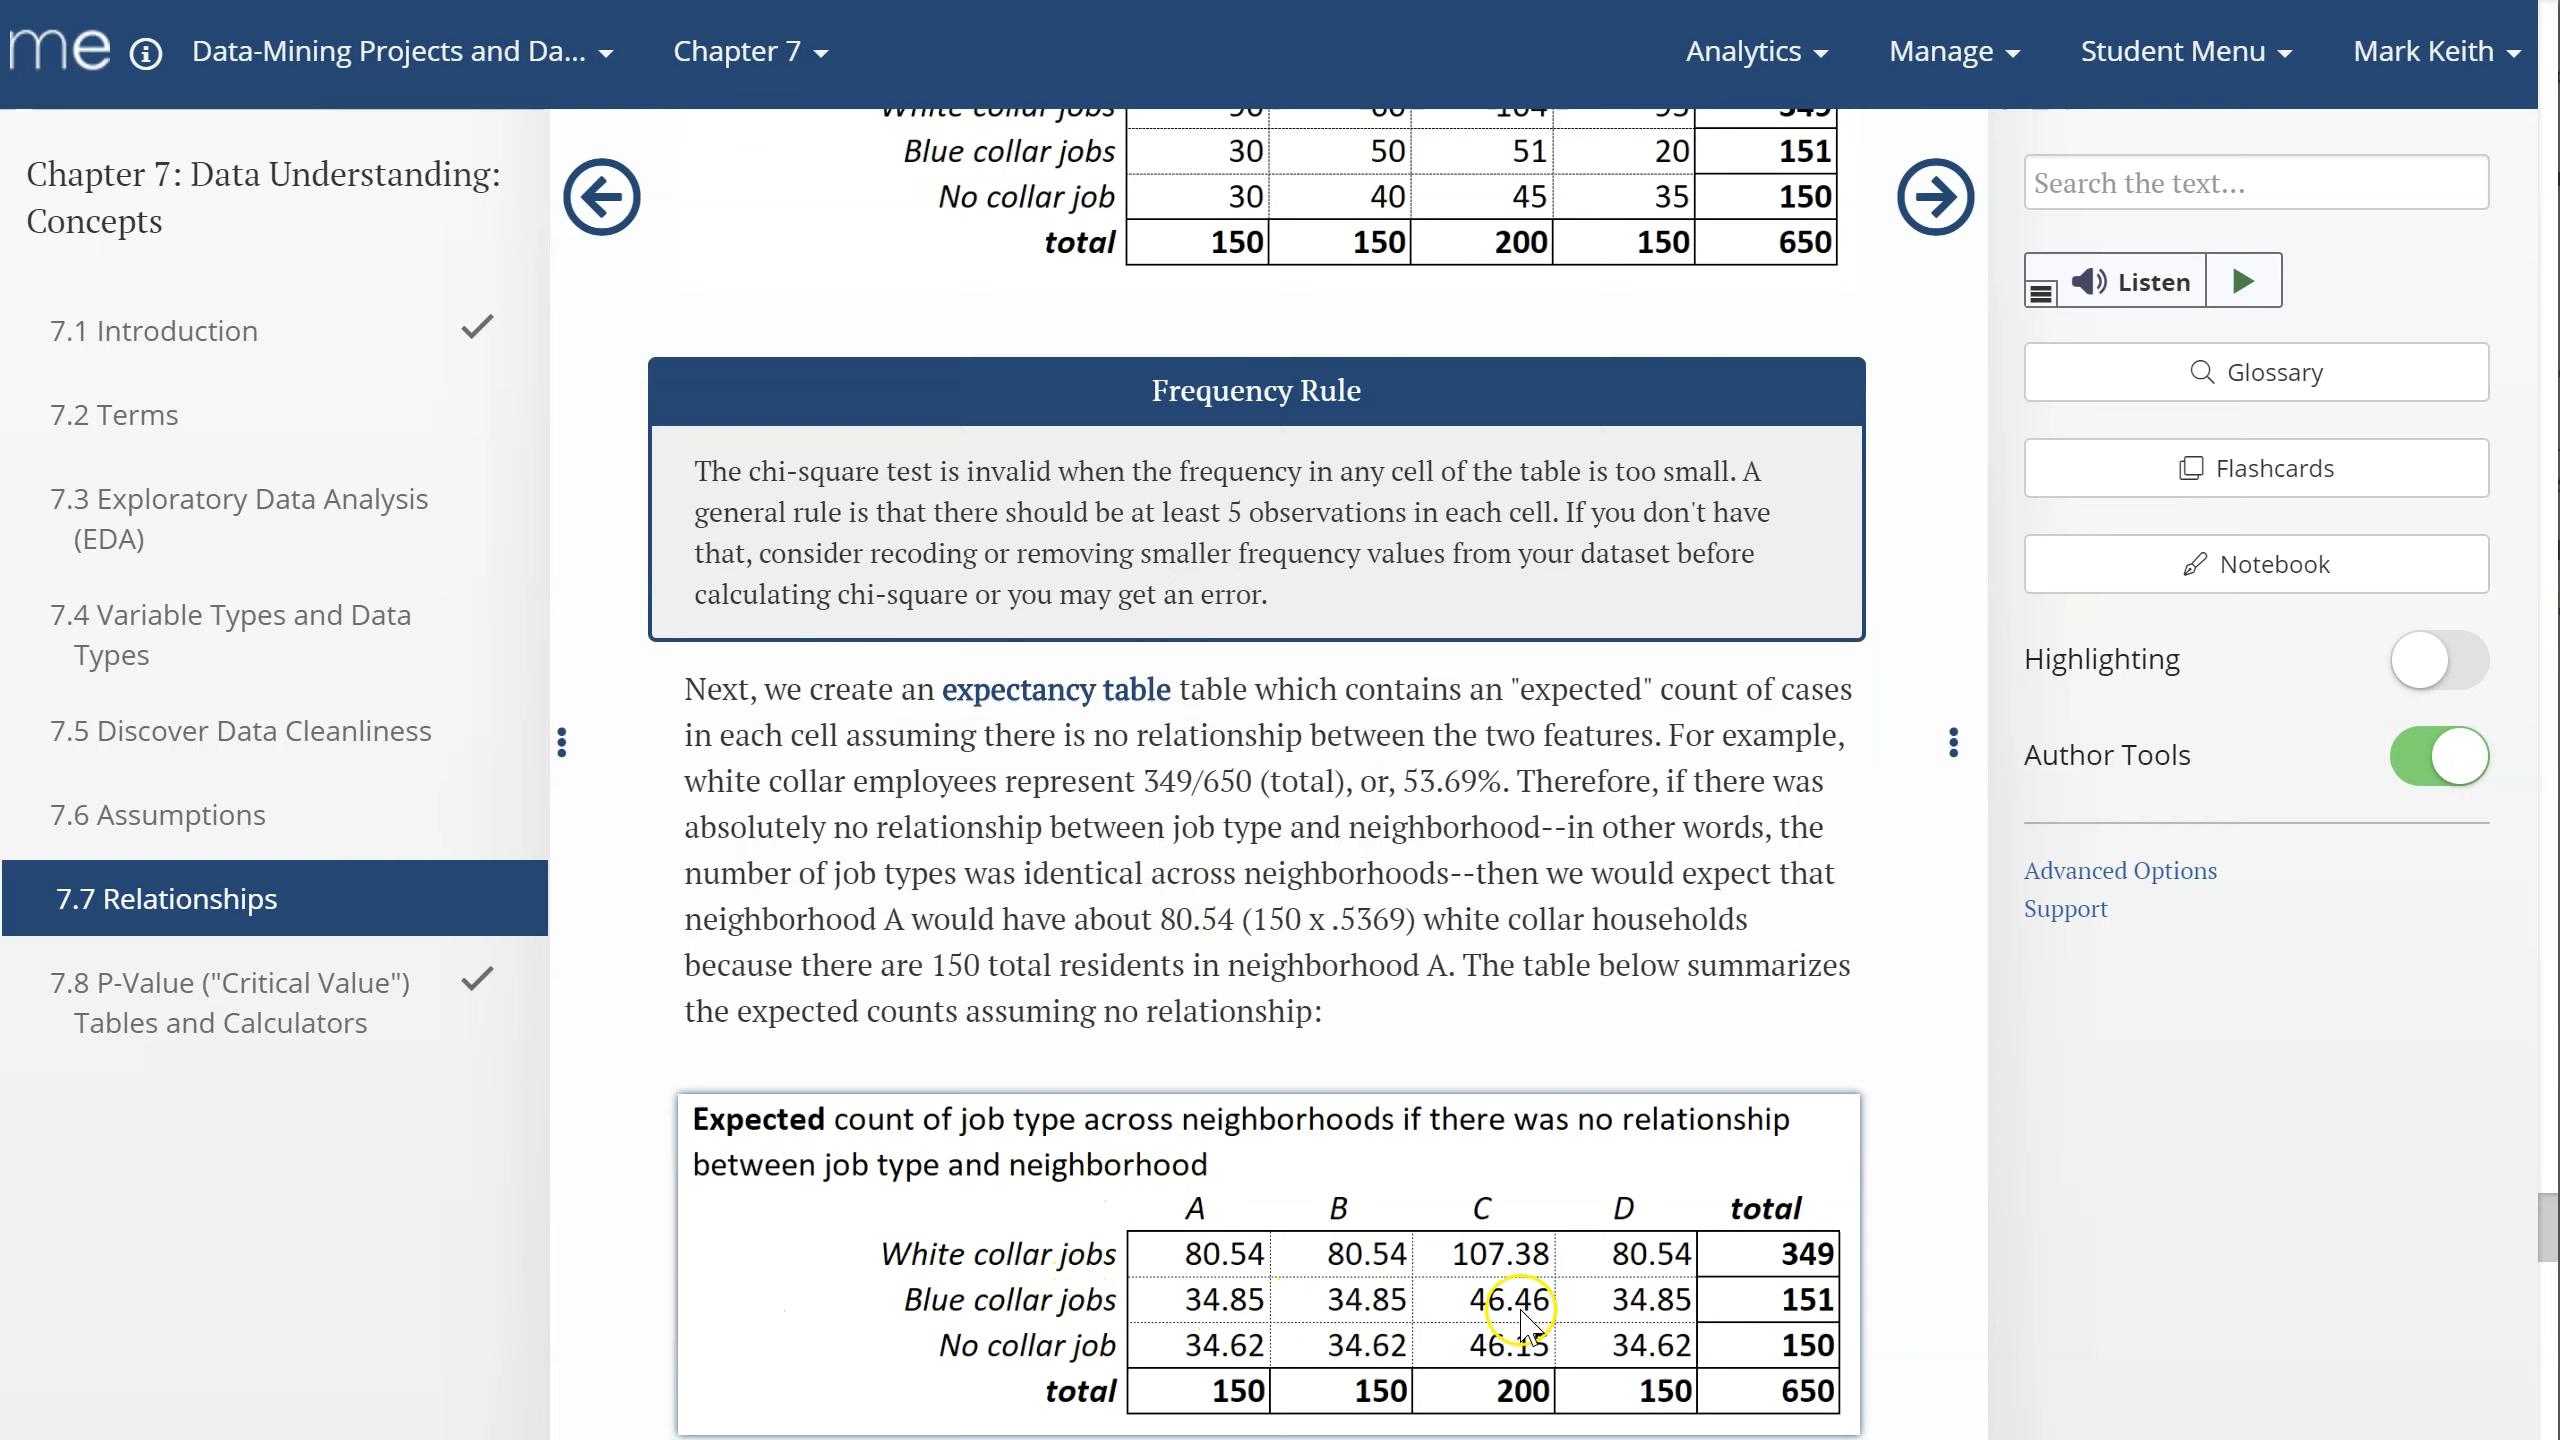 me Data-Mining Projects and Da... Chapter 7 Analytics Manage Student Menu Mark Keith
Chapter 7: Data Understanding:
Concepts
7.1 Introduction
7.2 Terms
7.3 Exploratory Data Analysis
(EDA)
7.4 Variable Types and Data
Types
7.5 Discover Data Cleanliness
7.6 Assumptions
7.7 Relationships
7.8 P-Value ("Critical Value")
Tables and Calculators
White collar jobs 104 349
Blue collar jobs 30 50 51 20 151
No collar job 30 40 45 35 150
total 150 150 200 150 650
Frequency Rule
The chi-square test is invalid when the frequency in any cell of the table is too small. A
general rule is that there should be at least 5 observations in each cell. If you don't have
that, consider recoding or removing smaller frequency values from your dataset before
calculating chi-square or you may get an error.
Next, we create an expectancy table table which contains an "expected" count of cases
in each cell assuming there is no relationship between the two features. For example,
white collar employees represent 349/650 (total), or, 53.69%. Therefore, if there was
absolutely no relationship between job type and neighborhood--in other words, the
number of job types was identical across neighborhoods--then we would expect that
neighborhood A would have about 80.54 (150 x .5369) white collar households
because there are 150 total residents in neighborhood A. The table below summarizes
the expected counts assuming no relationship:
Expected count of job type across neighborhoods if there was no relationship
between job type and neighborhood
A B C D total
White collar jobs 80.54 80.54 107.38 80.54 349
Blue collar jobs 34.85 34.85 46.46 34.85 151
No collar job 34.62 34.62 46.15 34.62 150
total 150 150 200 150 650
Search the text...
Listen
Glossary
Flashcards
Notebook
Highlighting
Author Tools
Advanced Options
Support